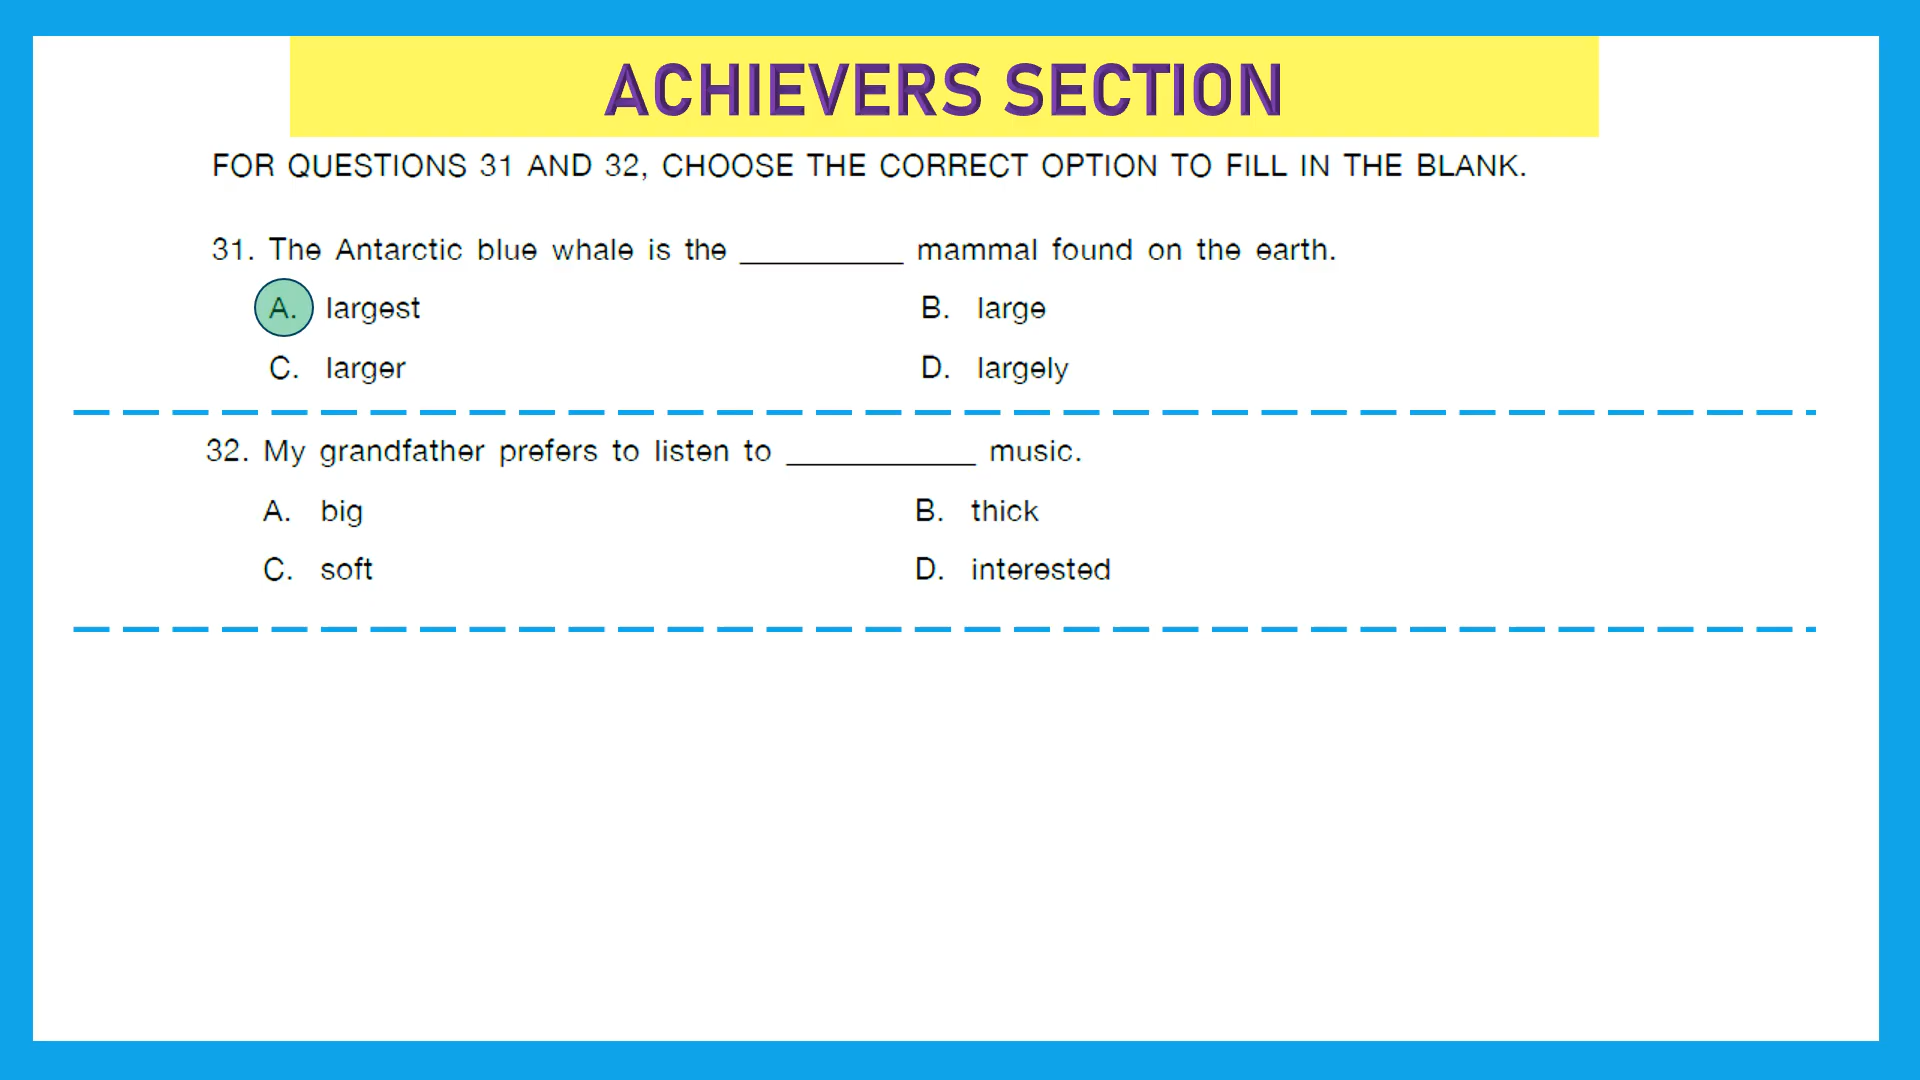 ACHIEVERS SECTION
FOR QUESTIONS 31 AND 32, CHOOSE THE CORRECT OPTION TO FILL IN THE BLANK.
31. The Antarctic blue whale is the __________ mammal found on the earth.
A. largest B. large
C. larger D. largely
32. My grandfather prefers to listen to ____________ music.
A. big B. thick
C. soft D. interested